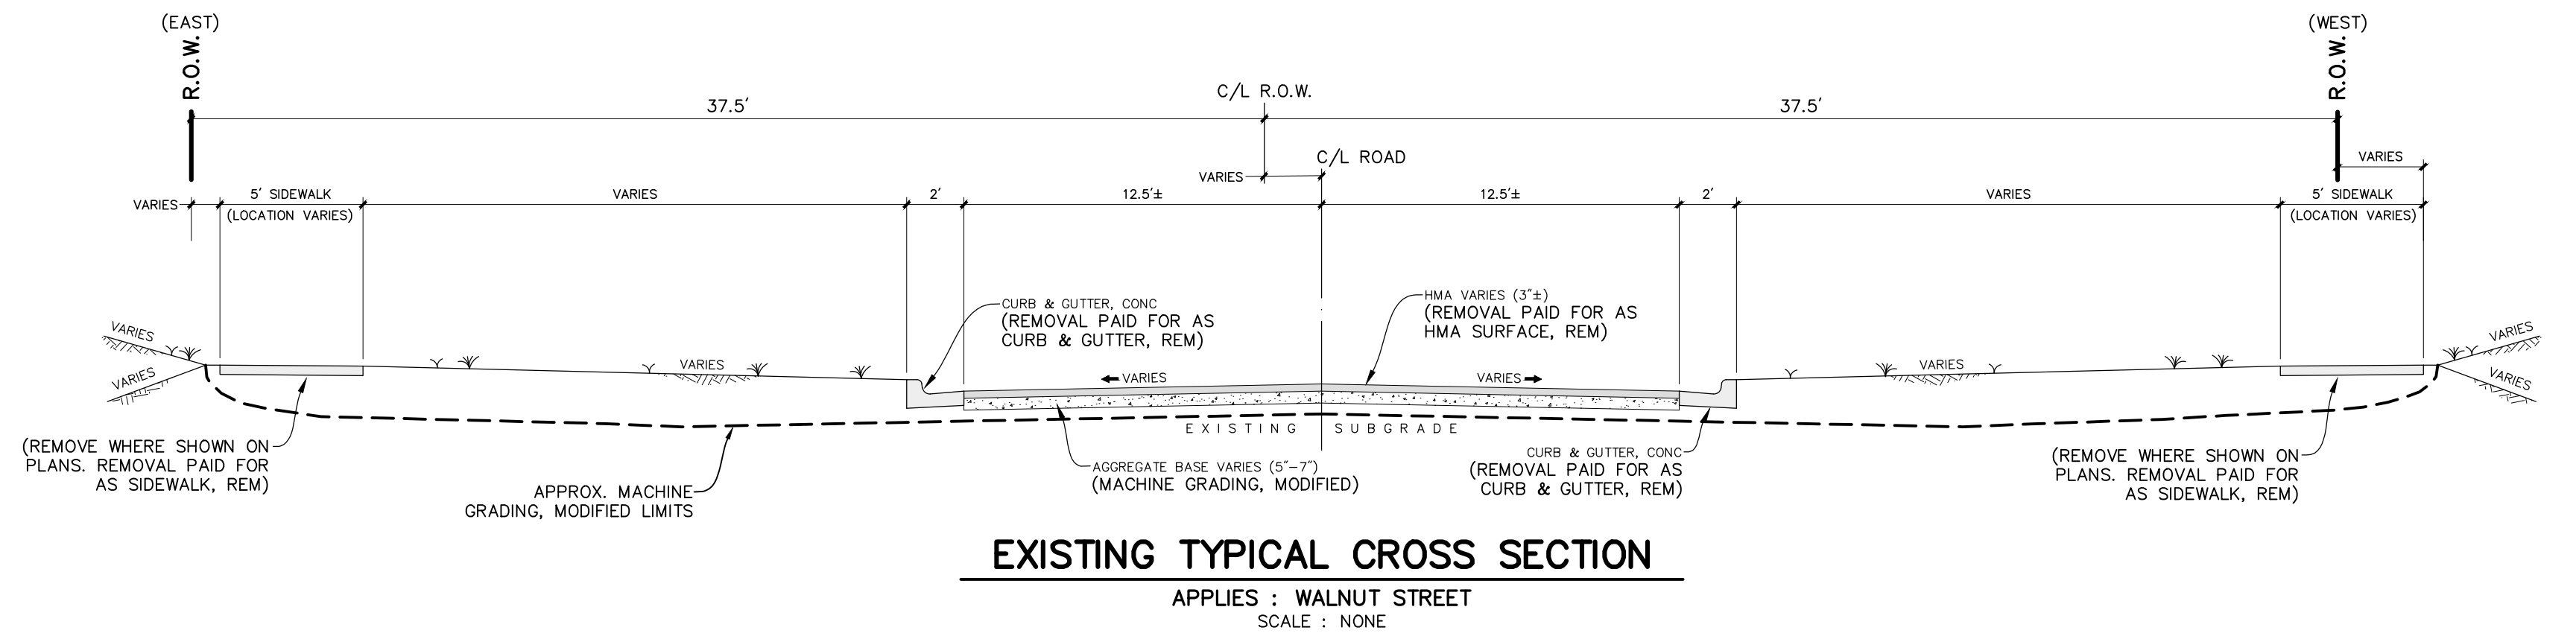 (EAST)
R.O.W.
(WEST)
R.O.W.
37.5'
C/L R.O.W.
37.5'
C/L ROAD
VARIES
VARIES
VARIES
5' SIDEWALK
(LOCATION VARIES)
VARIES
2'
12.5'±
12.5'±
2'
VARIES
5' SIDEWALK
(LOCATION VARIES)
CURB & GUTTER, CONC
(REMOVAL PAID FOR AS
CURB & GUTTER, REM)
HMA VARIES (3"±)
(REMOVAL PAID FOR AS
HMA SURFACE, REM)
VARIES
VARIES
VARIES
VARIES
VARIES
VARIES
VARIES
VARIES
EXISTING SUBGRADE
(REMOVE WHERE SHOWN ON
PLANS. REMOVAL PAID FOR
AS SIDEWALK, REM)
APPROX. MACHINE
GRADING, MODIFIED LIMITS
AGGREGATE BASE VARIES (5"-7")
(MACHINE GRADING, MODIFIED)
CURB & GUTTER, CONC
(REMOVAL PAID FOR AS
CURB & GUTTER, REM)
(REMOVE WHERE SHOWN ON
PLANS. REMOVAL PAID FOR
AS SIDEWALK, REM)
EXISTING TYPICAL CROSS SECTION
APPLIES : WALNUT STREET
SCALE : NONE